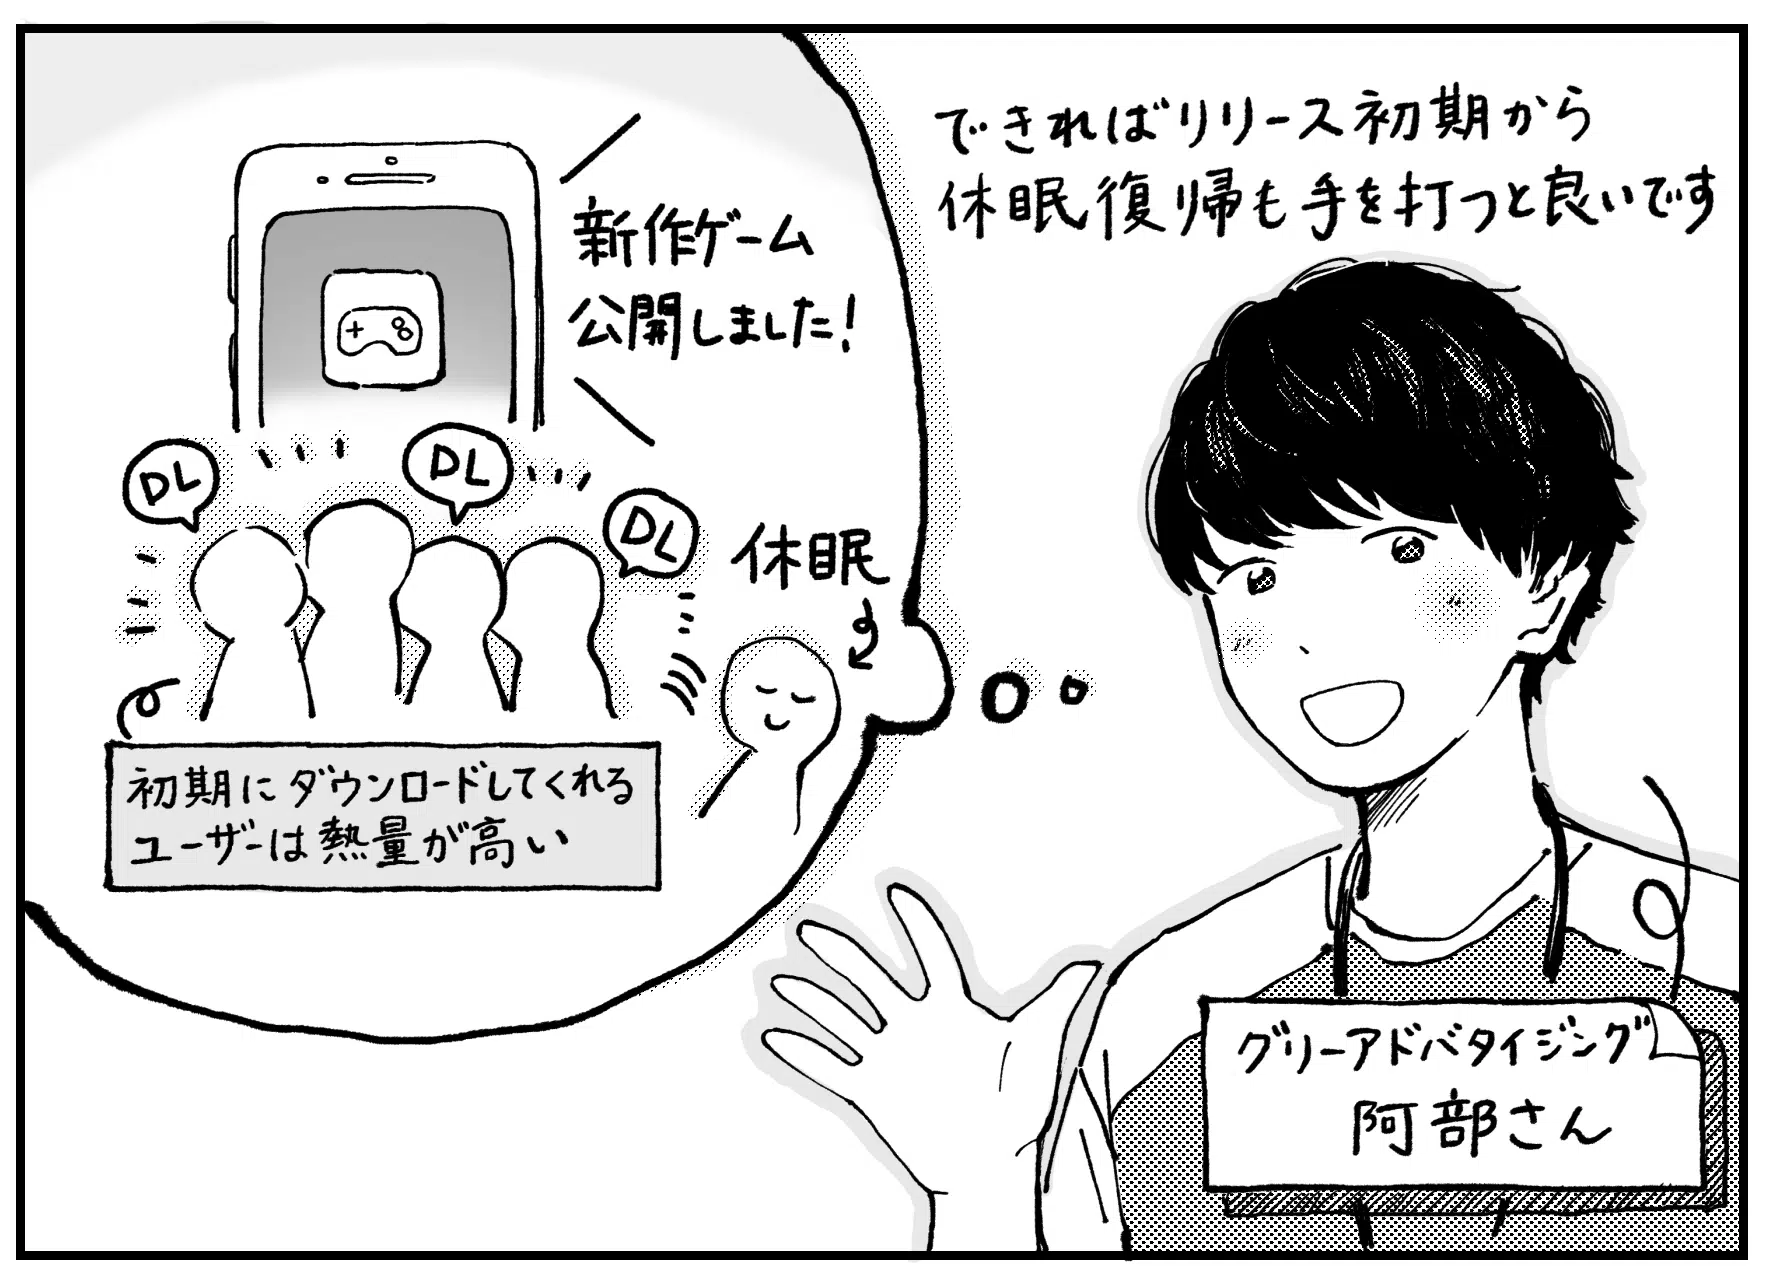 できればリリース初期から
休眠復帰も手を打つと良いです
新作ゲーム
公開しました!
DL
DL
DL
休眠
初期にダウンロードしてくれる
ユーザーは熱量が高い
グリーアドバタイジング
阿部さん